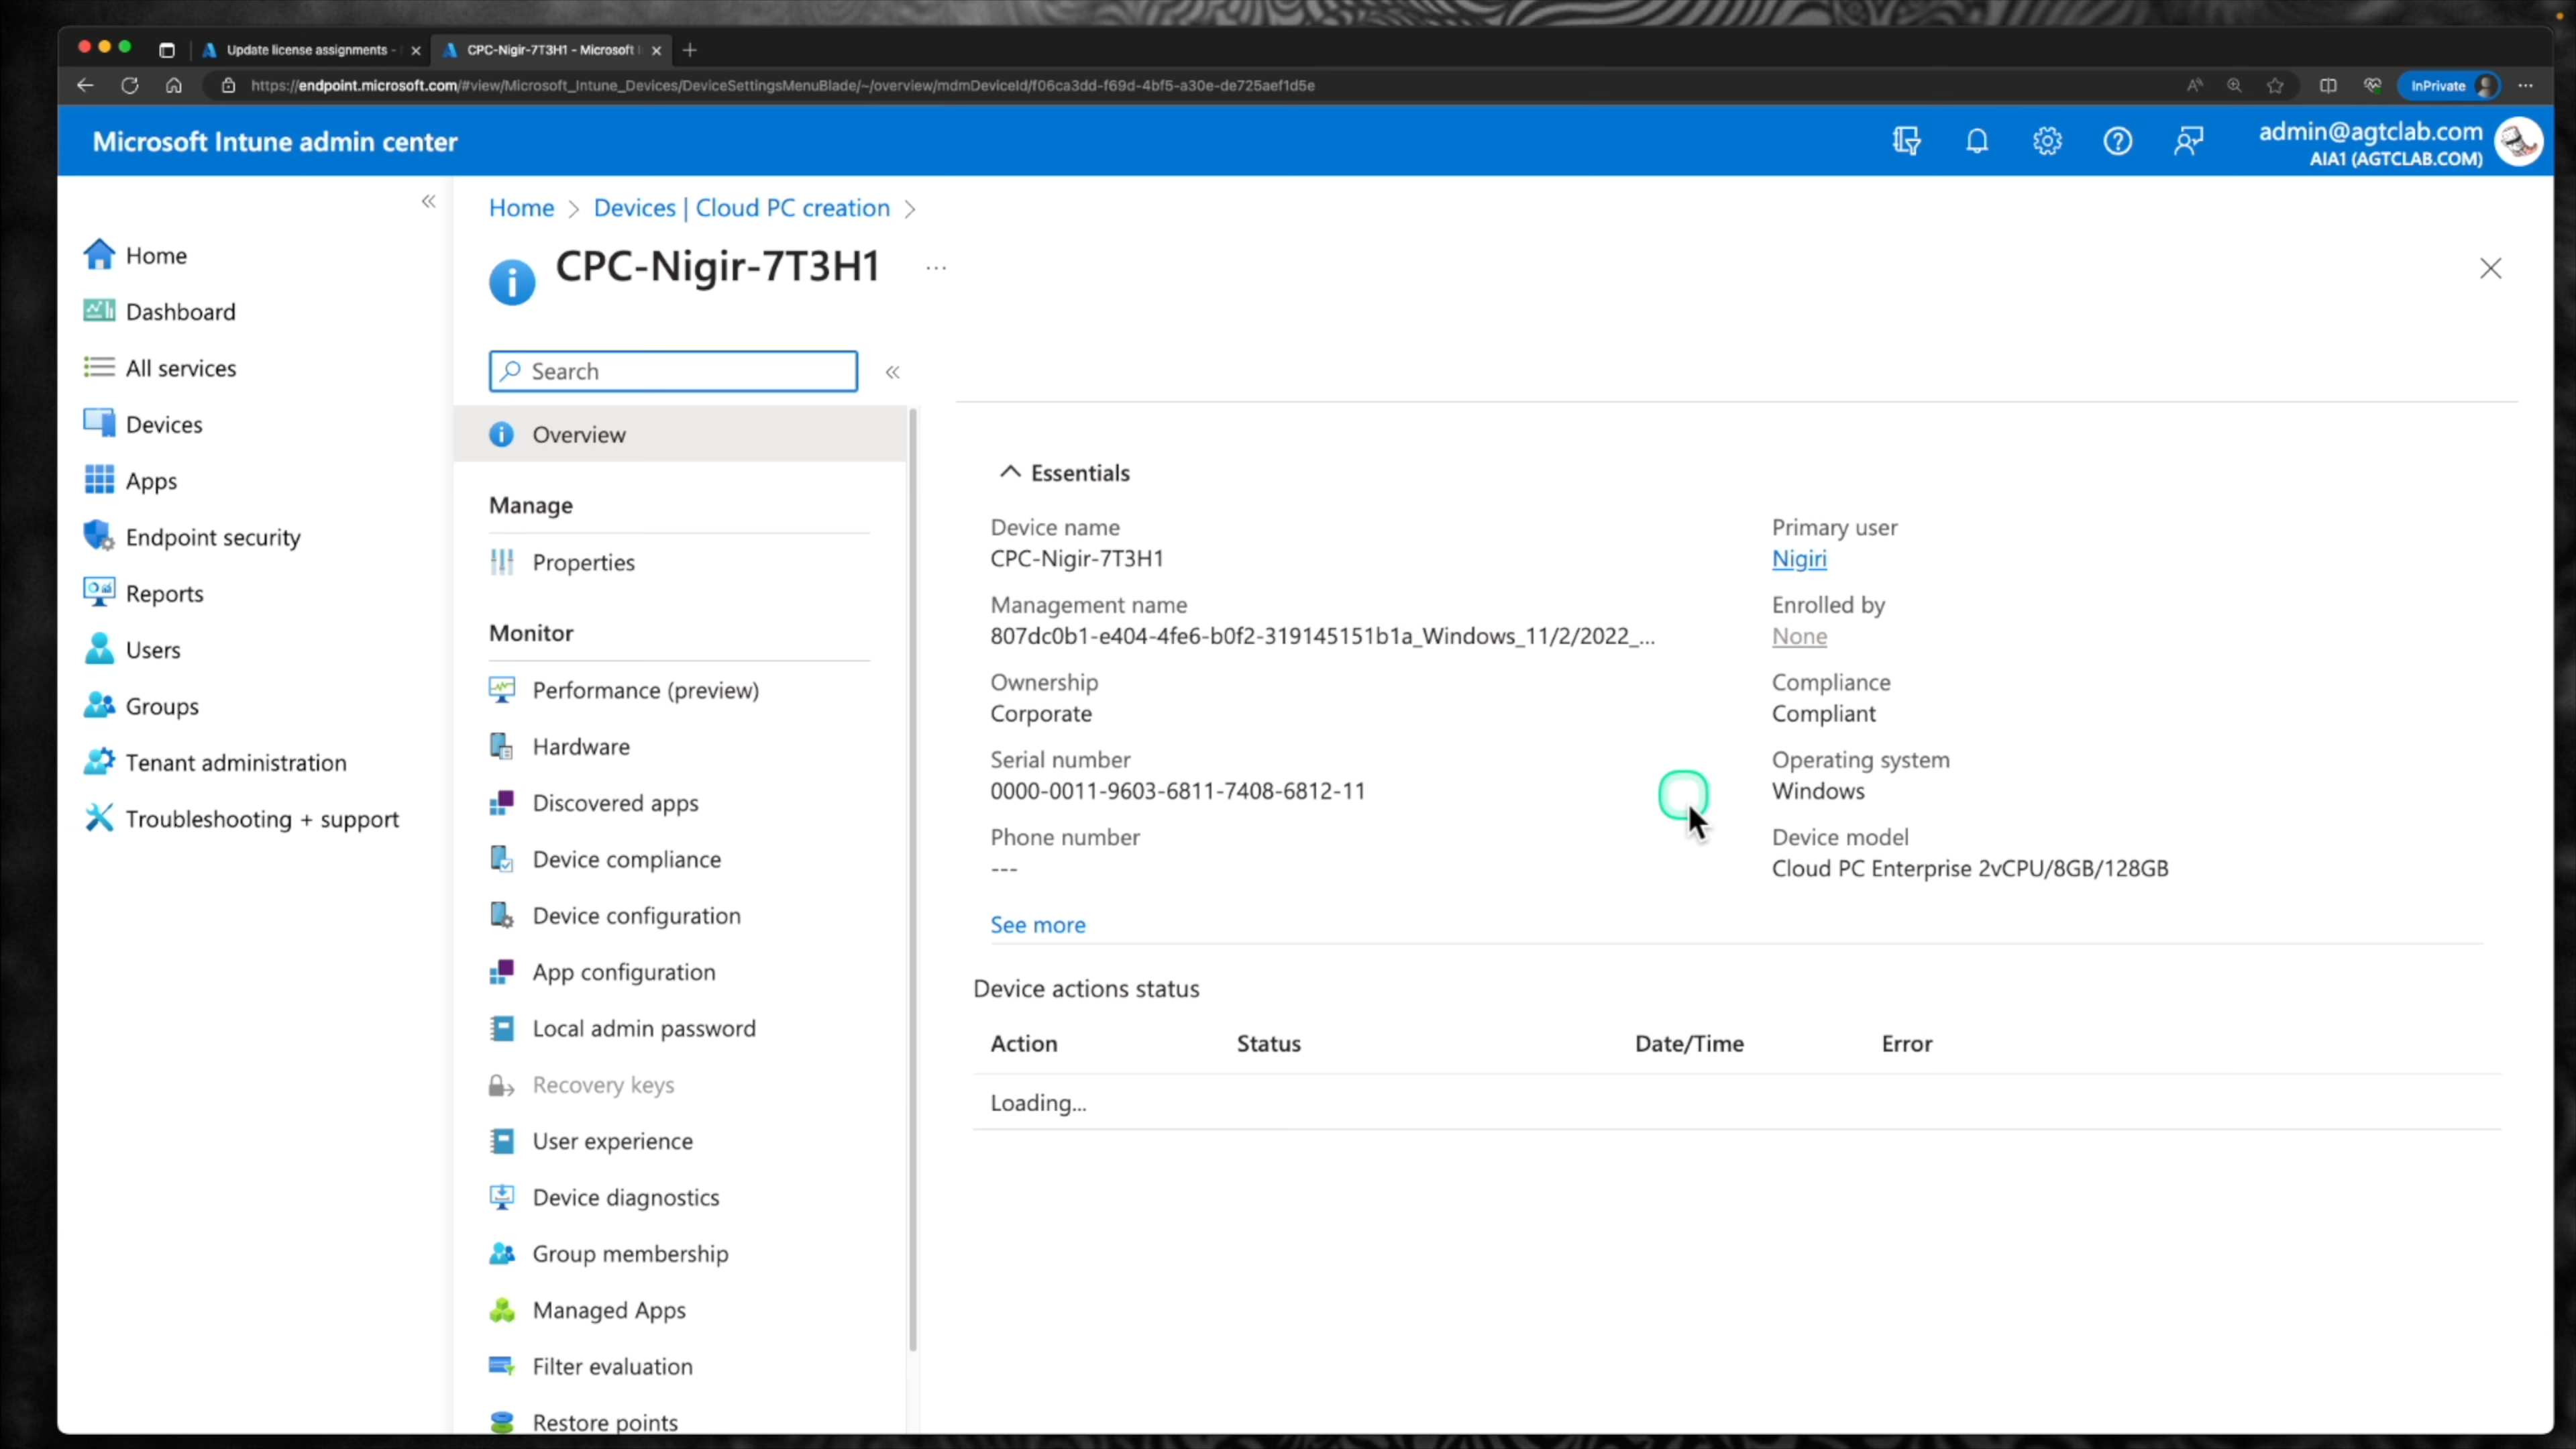 Update license assignments -
CPC-Nigir-7T3H1 - Microsoft I
https://endpoint.microsoft.com/#view/Microsoft_Intune_Devices/DeviceSettingsMenuBlade/~/overview/mdmDeviceId/f06ca3dd-f69d-4bf5-a30e-de725aef1d5e
InPrivate
Microsoft Intune admin center
admin@agtclab.com
AIA1 (AGTCLAB.COM)
Home
Dashboard
All services
Devices
Apps
Endpoint security
Reports
Users
Groups
Tenant administration
Troubleshooting + support
Home > Devices | Cloud PC creation >
CPC-Nigir-7T3H1
...
Search
Overview
Manage
Properties
Monitor
Performance (preview)
Hardware
Discovered apps
Device compliance
Device configuration
App configuration
Local admin password
Recovery keys
User experience
Device diagnostics
Group membership
Managed Apps
Filter evaluation
Restore points
Essentials
Device name
CPC-Nigir-7T3H1
Management name
807dc0b1-e404-4fe6-b0f2-319145151b1a_Windows_11/2/2022_...
Ownership
Corporate
Serial number
0000-0011-9603-6811-7408-6812-11
Phone number
---
See more
Primary user
Nigiri
Enrolled by
None
Compliance
Compliant
Operating system
Windows
Device model
Cloud PC Enterprise 2vCPU/8GB/128GB
Device actions status
Action Status Date/Time Error
Loading...